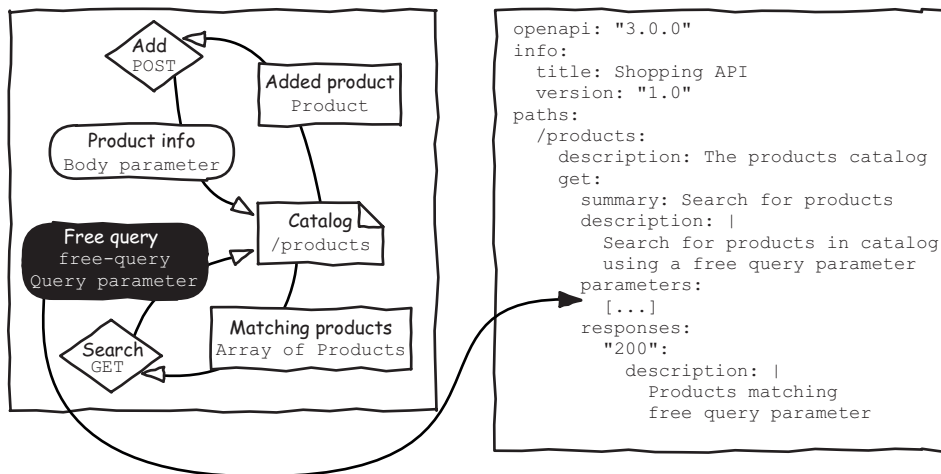 Add
POST
Added product
Product
Product info
Body parameter
Catalog
/products
Free query
free-query
Query parameter
Matching products
Array of Products
Search
GET
openapi: "3.0.0"
info:
  title: Shopping API
  version: "1.0"
paths:
  /products:
    description: The products catalog
    get:
      summary: Search for products
      description: |
        Search for products in catalog
        using a free query parameter
      parameters:
        [...]
      responses:
        "200":
          description: |
            Products matching
            free query parameter